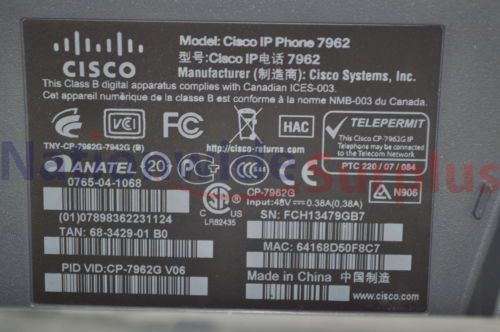 CISCO
Model: Cisco IP Phone 7962
型号:Cisco IP电话 7962
Manufacturer (制造商): Cisco Systems, Inc.
This Class B digital apparatus complies with Canadian ICES-003.
Cet appareil numérique de la classe B est conforme à la norme NMB-003 du Canada.
VCCI
FC
http://www.cisco-returns.com
HAC
TELEPERMIT
This Cisco CP-7962G IP
Telephone may be connected
to the Telecom Network
PTC 220 / 07 / 084
TNY-CP-7962G-7942G (B)
ANATEL
20
0765-04-1068
(01)07898362231124
TAN: 68-3429-01 B0
PID VID:CP-7962G V06
LR82435
CP-7962G
Input:48V 0.38A(0,38A)
N906
SN: FCH13479GB7
MAC: 64168D50F8C7
Made in China 中国制造
www.cisco.com